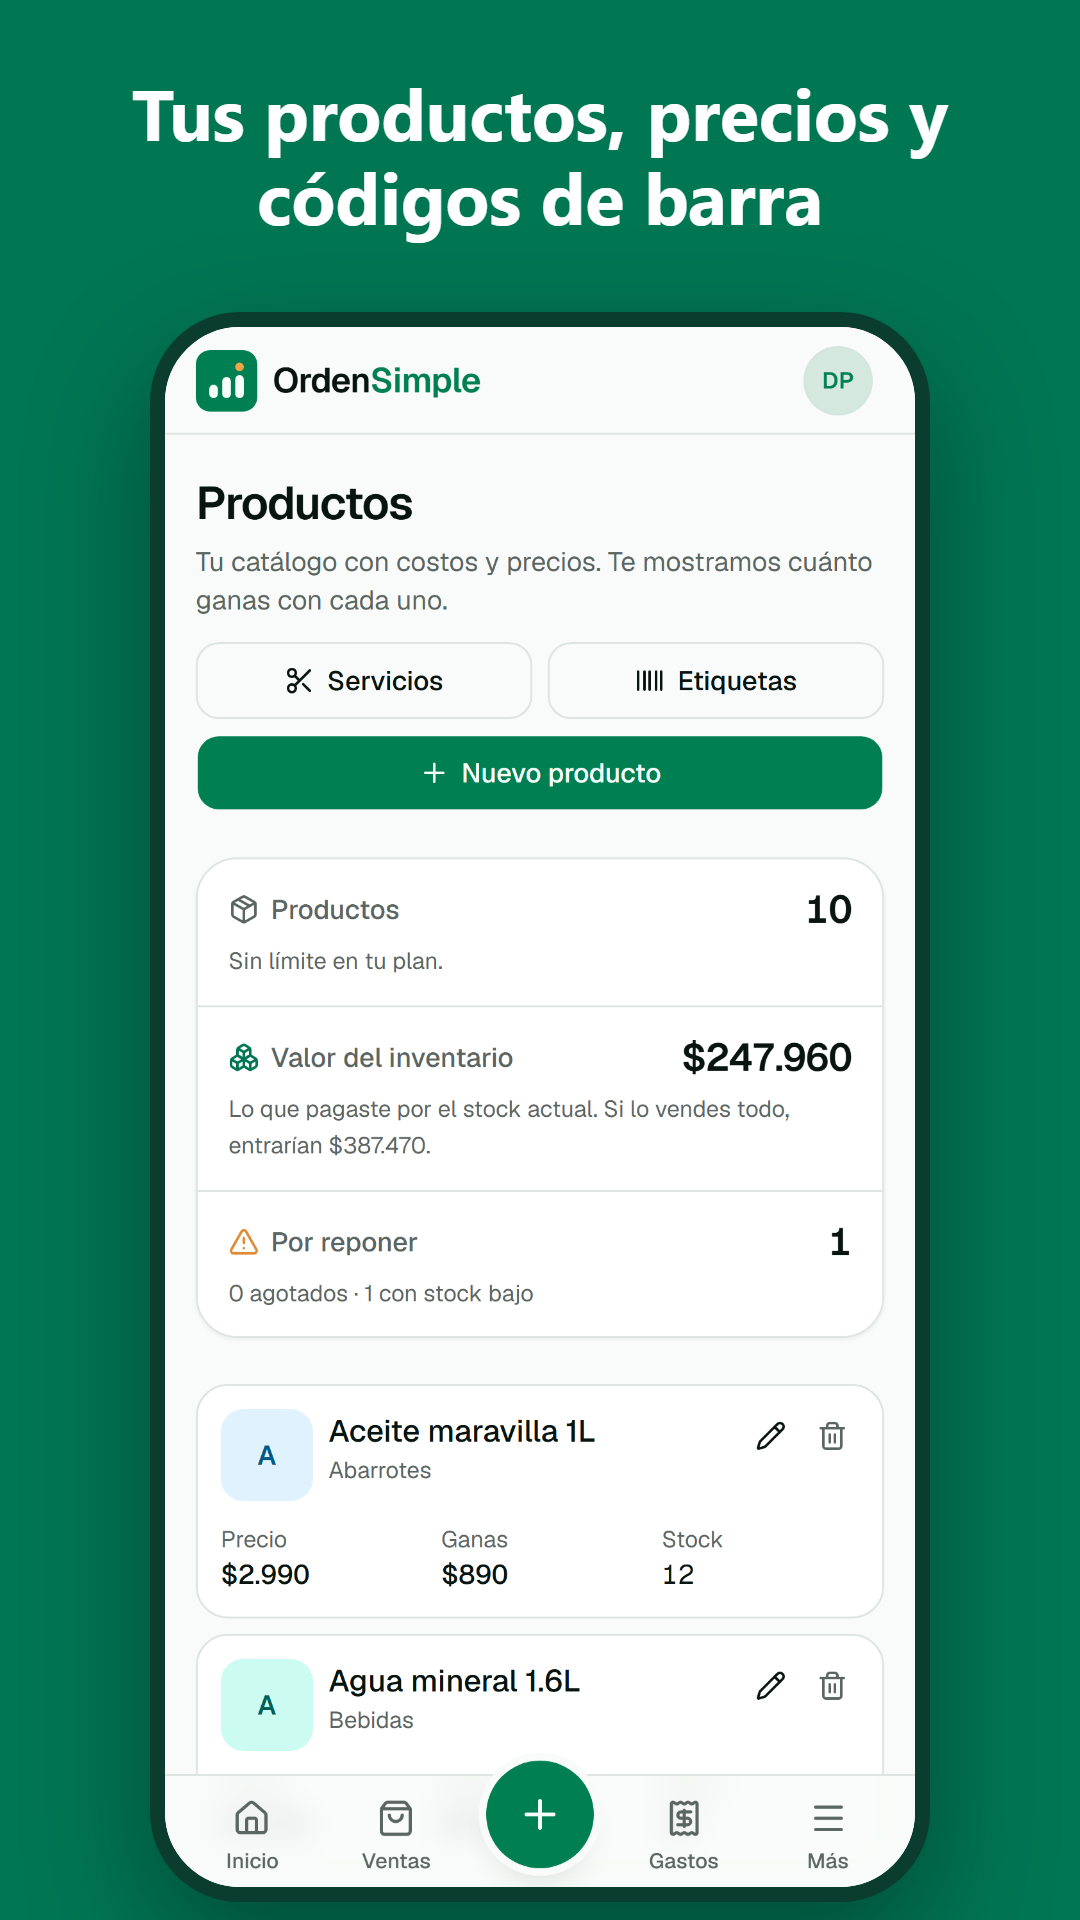 Tus productos, precios y
códigos de barra
OrdenSimple
DP
Productos
Tu catálogo con costos y precios. Te mostramos cuánto
ganas con cada uno.
Servicios
Etiquetas
Nuevo producto
Productos
10
Sin límite en tu plan.
Valor del inventario
$247.960
Lo que pagaste por el stock actual. Si lo vendes todo,
entrarían $387.470.
Por reponer
1
0 agotados · 1 con stock bajo
A
Aceite maravilla 1L
Abarrotes
Precio
Ganas
Stock
$2.990
$890
12
A
Agua mineral 1.6L
Bebidas
Inicio
Ventas
Gastos
Más